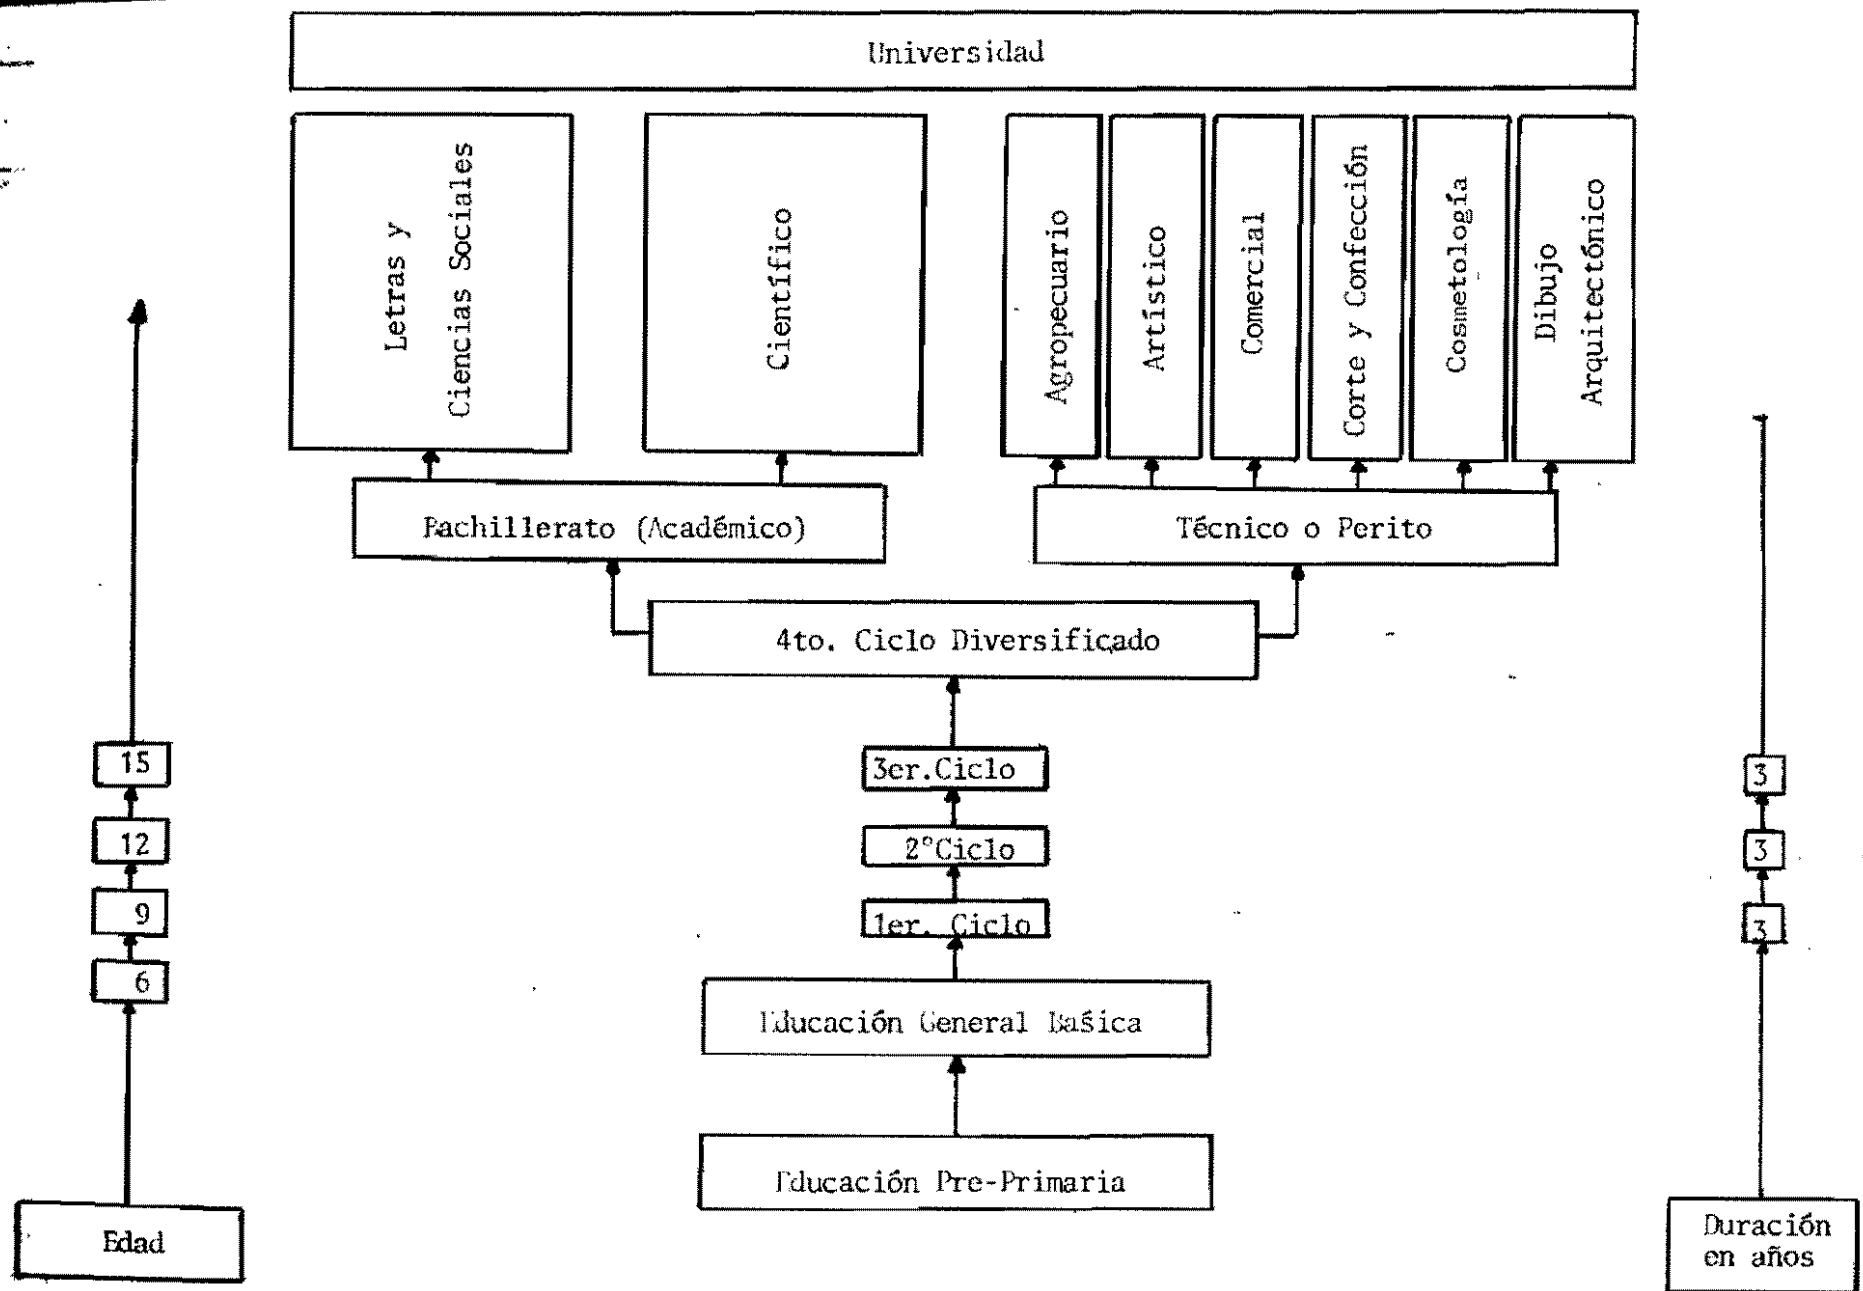 Universidad
Letras y
Ciencias Sociales
Científico
Agropecuario
Artístico
Comercial
Corte y Confección
Cosmetología
Dibujo
Arquitectónico
Bachillerato (Académico)
Técnico o Perito
4to. Ciclo Diversificado
15
3er.Ciclo
3
12
2°Ciclo
3
9
1er. Ciclo
3
6
Educación General Basica
Educación Pre-Primaria
Edad
Duración
en años